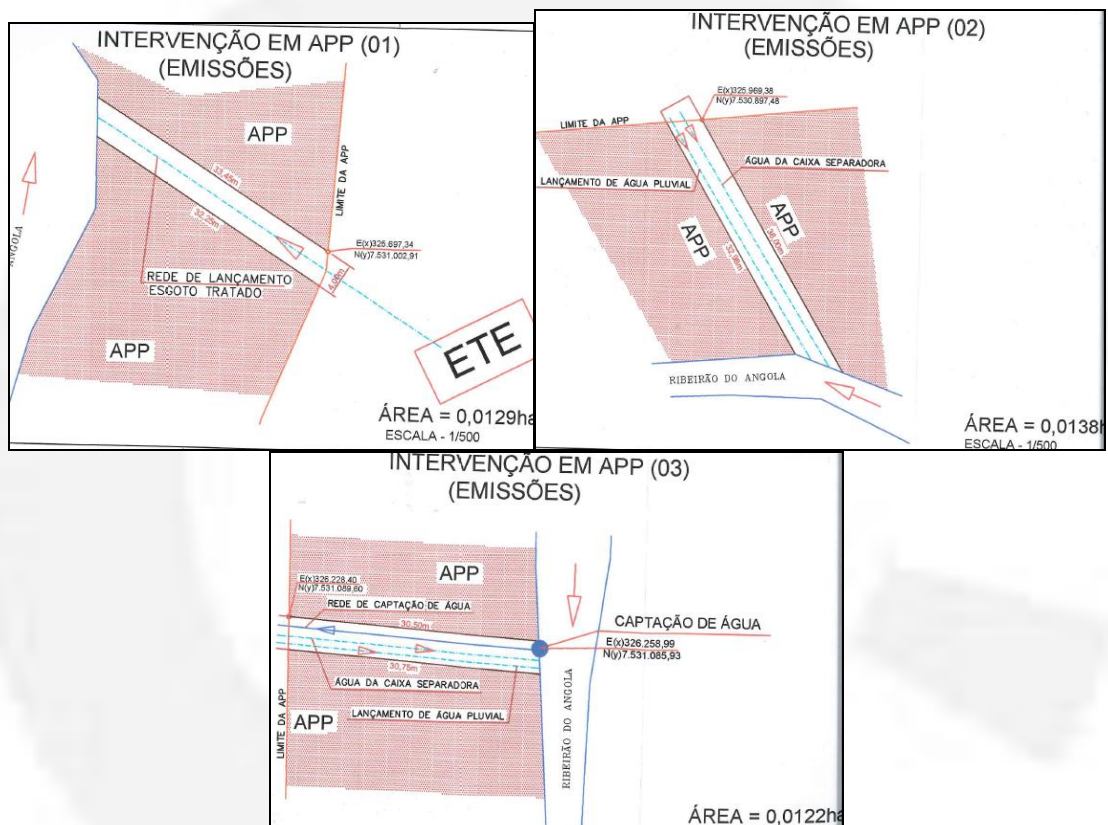 INTERVENÇÃO EM APP (01)
(EMISSÕES)
APP
LIMITE DA APP
33,45m
32,25m
ANGOLA
E(x)325.697,34
N(y)7.531.002,91
4,00m
REDE DE LANÇAMENTO
ESGOTO TRATADO
APP
ETE
ÁREA = 0,0129ha
ESCALA - 1/500
INTERVENÇÃO EM APP (02)
(EMISSÕES)
E(x)325.969,38
N(y)7.530.897,48
LIMITE DA APP
ÁGUA DA CAIXA SEPARADORA
LANÇAMENTO DE ÁGUA PLUVIAL
APP
APP
36,00m
32,98m
RIBEIRÃO DO ANGOLA
ÁREA = 0,0138h
ESCALA - 1/500
INTERVENÇÃO EM APP (03)
(EMISSÕES)
APP
E(x)326.228,40
N(y)7.531.089,60
REDE DE CAPTAÇÃO DE ÁGUA
30,50m
CAPTAÇÃO DE ÁGUA
E(x)326.258,99
N(y)7.531.085,93
30,75m
ÁGUA DA CAIXA SEPARADORA
LANÇAMENTO DE ÁGUA PLUVIAL
APP
LIMITE DA APP
RIBEIRÃO DO ANGOLA
ÁREA = 0,0122ha